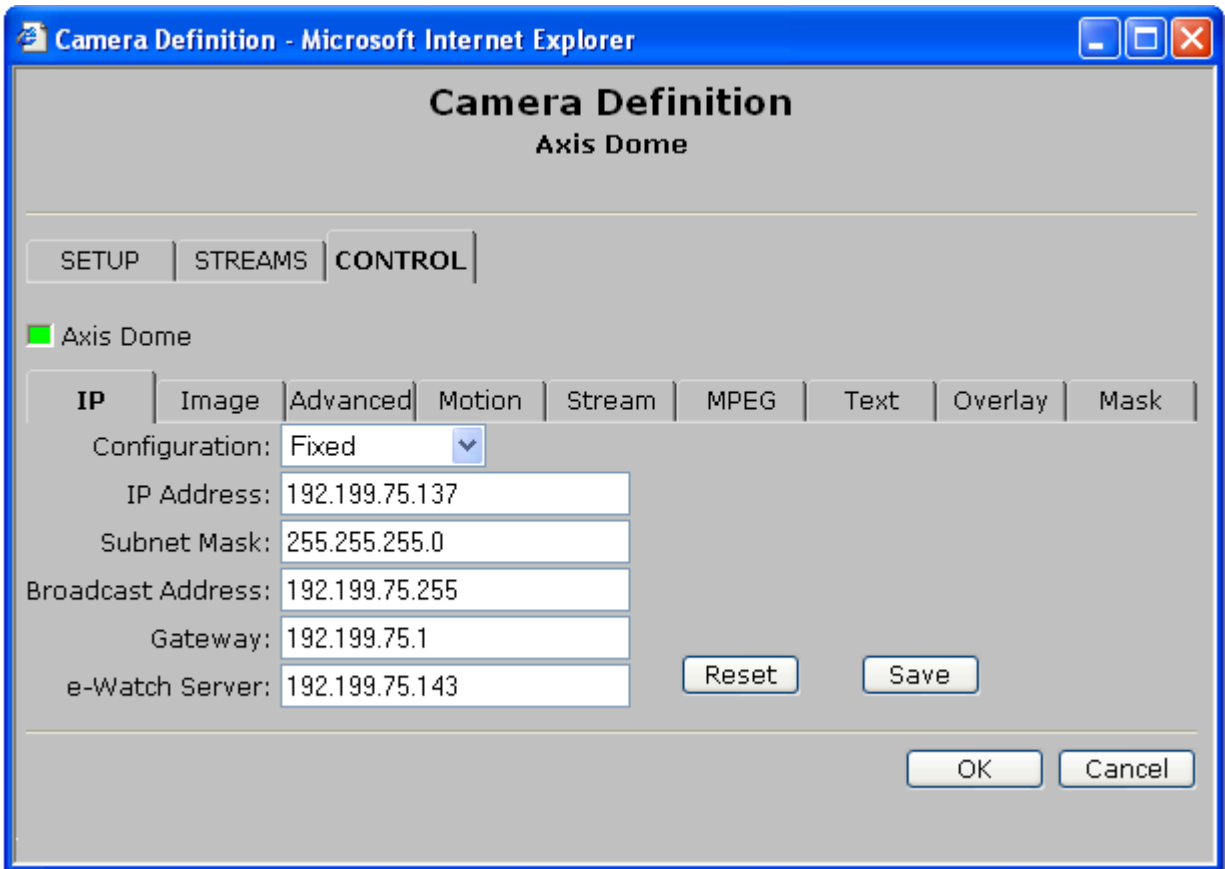 Camera Definition - Microsoft Internet Explorer
Camera Definition
Axis Dome
SETUP STREAMS CONTROL
Axis Dome
IP Image Advanced Motion Stream MPEG Text Overlay Mask
Configuration: Fixed
IP Address: 192.199.75.137
Subnet Mask: 255.255.255.0
Broadcast Address: 192.199.75.255
Gateway: 192.199.75.1
e-Watch Server: 192.199.75.143 Reset Save
OK Cancel